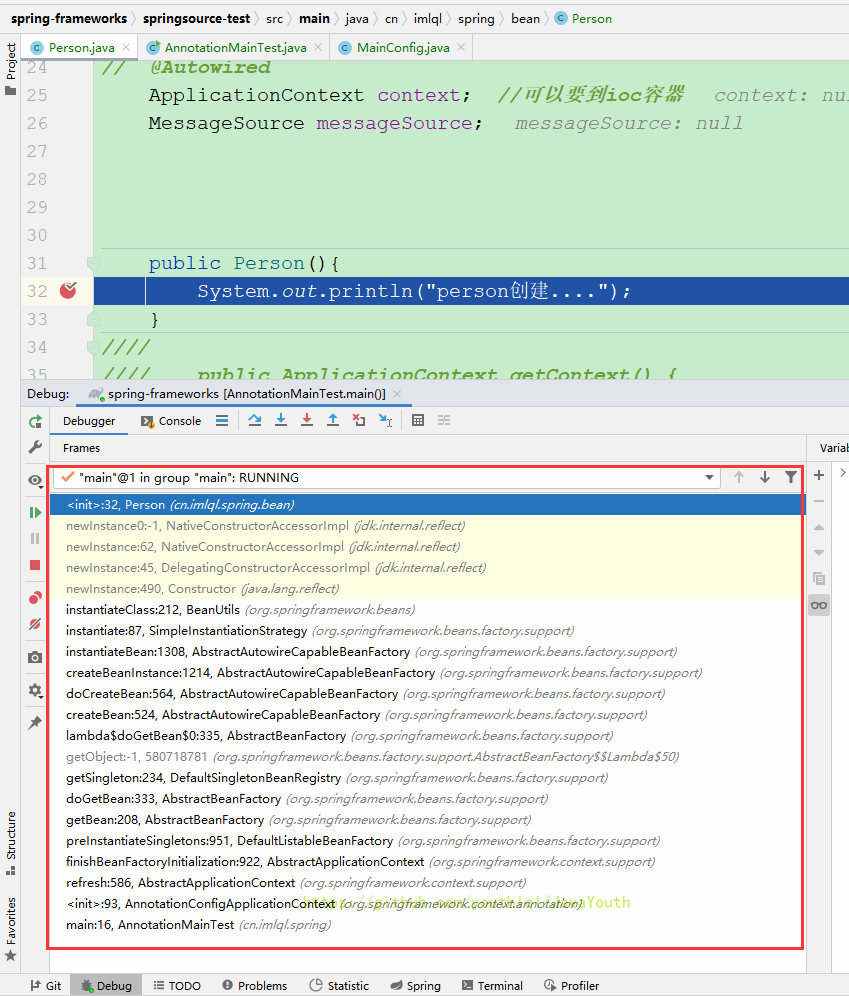 spring-frameworks springsource-test src main java cn imlql spring bean Person
Project
Person.java AnnotationMainTest.java MainConfig.java
24 // @Autowired
25 ApplicationContext context; //可以要到ioc容器 context: nu
26 MessageSource messageSource; messageSource: null
27
28
29
30
31 public Person(){
32 System.out.println("person创建....");
33 }
34 ////
35 //// public ApplicationContext getContext() {
Debug: spring-frameworks [AnnotationMainTest.main()]
Debugger Console
Frames Varia
"main"@1 in group "main": RUNNING
<init>:32, Person (cn.imlql.spring.bean)
newInstance0:-1, NativeConstructorAccessorImpl (jdk.internal.reflect)
newInstance:62, NativeConstructorAccessorImpl (jdk.internal.reflect)
newInstance:45, DelegatingConstructorAccessorImpl (jdk.internal.reflect)
newInstance:490, Constructor (java.lang.reflect)
instantiateClass:212, BeanUtils (org.springframework.beans)
instantiate:87, SimpleInstantiationStrategy (org.springframework.beans.factory.support)
instantiateBean:1308, AbstractAutowireCapableBeanFactory (org.springframework.beans.factory.support)
createBeanInstance:1214, AbstractAutowireCapableBeanFactory (org.springframework.beans.factory.support)
doCreateBean:564, AbstractAutowireCapableBeanFactory (org.springframework.beans.factory.support)
createBean:524, AbstractAutowireCapableBeanFactory (org.springframework.beans.factory.support)
lambda$doGetBean$0:335, AbstractBeanFactory (org.springframework.beans.factory.support)
getObject:-1, 580718781 (org.springframework.beans.factory.support.AbstractBeanFactory$$Lambda$50)
getSingleton:234, DefaultSingletonBeanRegistry (org.springframework.beans.factory.support)
doGetBean:333, AbstractBeanFactory (org.springframework.beans.factory.support)
getBean:208, AbstractBeanFactory (org.springframework.beans.factory.support)
preInstantiateSingletons:951, DefaultListableBeanFactory (org.springframework.beans.factory.support)
finishBeanFactoryInitialization:922, AbstractApplicationContext (org.springframework.context.support)
refresh:586, AbstractApplicationContext (org.springframework.context.support)
<init>:93, AnnotationConfigApplicationContext (org.springframework.context.annotation)
main:16, AnnotationMainTest (cn.imlql)
Structure
Favorites
Git Debug TODO Problems Statistic Spring Terminal Profiler